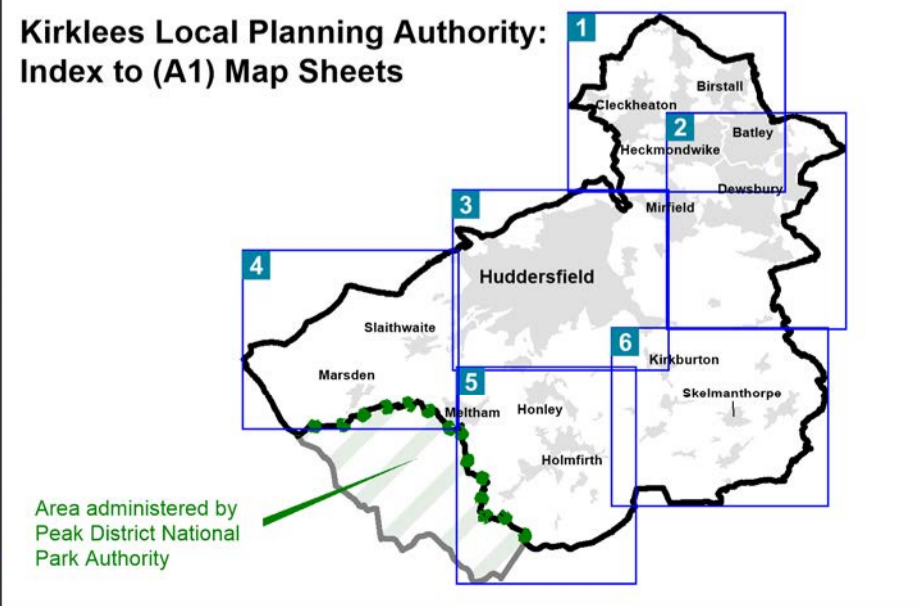 Kirklees Local Planning Authority:
Index to (A1) Map Sheets
1
Birstall
Cleckheaton
2
Batley
Heckmondwike
Dewsbury
3
Mirfield
4
Huddersfield
Slaithwaite
6
Kirkburton
Marsden
5
Skelmanthorpe
Meltham
Honley
Holmfirth
Area administered by
Peak District National
Park Authority